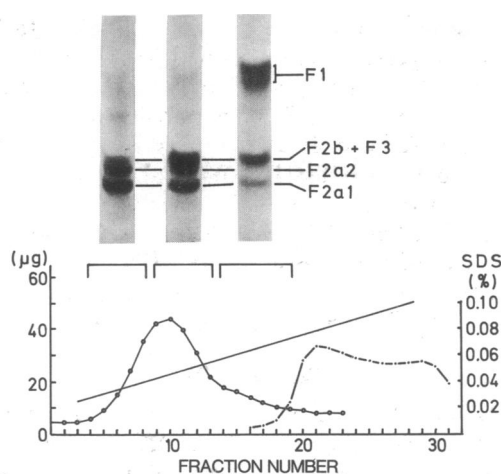 F1
F2b + F3
F2a2
F2a1
(µg)
SDS
(%)
60
0.10
0.08
40
0.06
0.04
20
0.02
0
10
20
30
FRACTION NUMBER